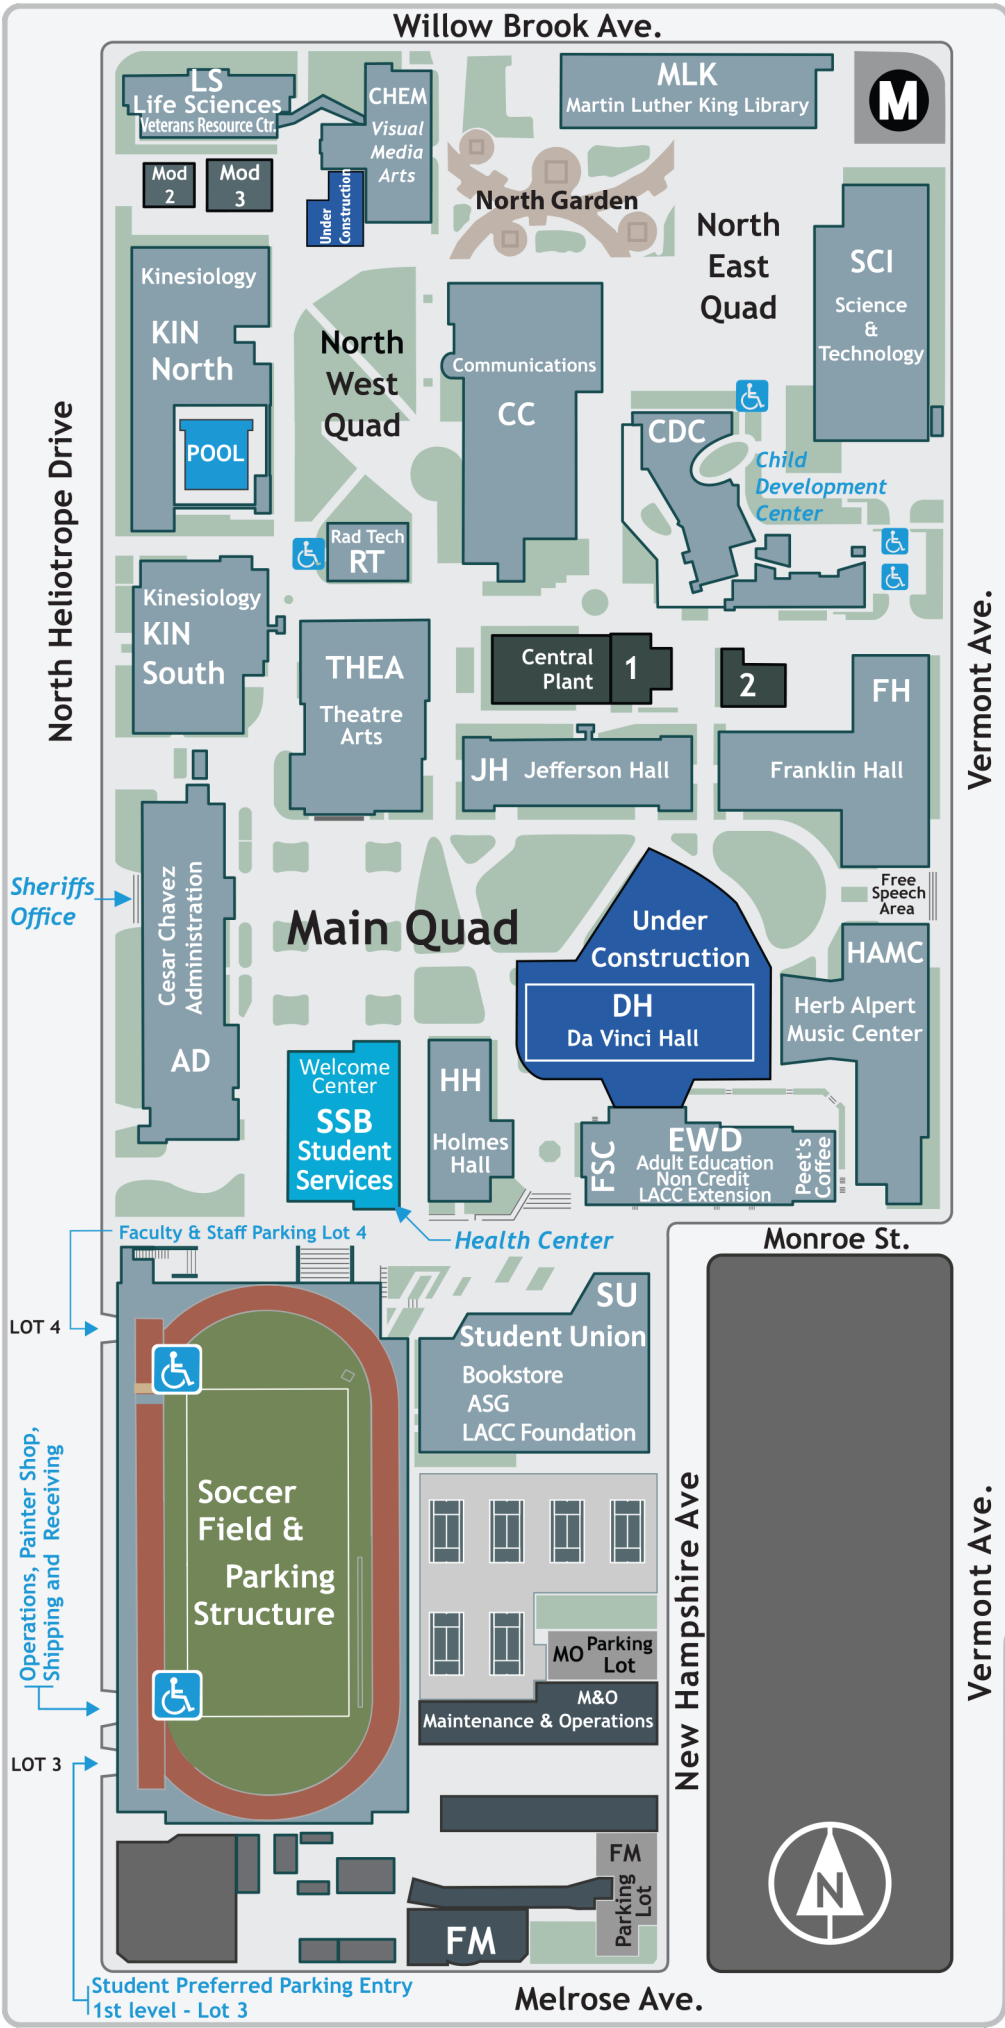 Willow Brook Ave.
LS
Life Sciences
Veterans Resource Ctr.
CHEM
Visual
Media
Arts
MLK
Martin Luther King Library
M
Mod
2
Mod
3
Under
Construction
North Garden
North
East
Quad
SCI
Science
&
Technology
Kinesiology
KIN
North
POOL
North
West
Quad
Communications
CC
CDC
Child
Development
Center
Rad Tech
RT
North Heliotrope Drive
Kinesiology
KIN
South
THEA
Theatre
Arts
Central
Plant
1
2
FH
Franklin Hall
JH Jefferson Hall
Vermont Ave.
Sheriffs
Office
Cesar Chavez
Administration
AD
Main Quad
Under
Construction
DH
Da Vinci Hall
Free
Speech
Area
HAMC
Herb Alpert
Music Center
Welcome
Center
SSB
Student
Services
HH
Holmes
Hall
FSC
EWD
Adult Education
Non Credit
LACC Extension
Peet's
Coffee
Faculty & Staff Parking Lot 4
Health Center
Monroe St.
LOT 4
SU
Student Union
Bookstore
ASG
LACC Foundation
Operations, Painter Shop,
Shipping and Receiving
Soccer
Field &
Parking
Structure
New Hampshire Ave
Vermont Ave.
MO Parking
Lot
M&O
Maintenance & Operations
LOT 3
FM
Parking
Lot
FM
N
Student Preferred Parking Entry
1st level - Lot 3
Melrose Ave.